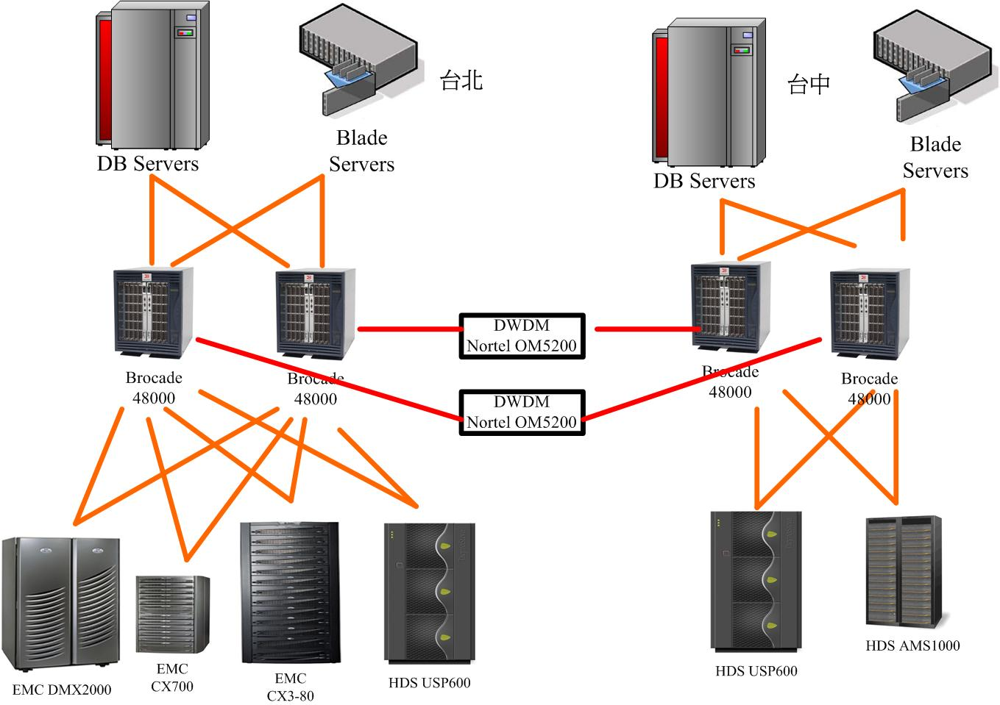 台北
台中
DB Servers
Blade
Servers
DB Servers
Blade
Servers
DWDM
Nortel OM5200
DWDM
Nortel OM5200
Brocade
48000
Brocade
48000
Brocade
48000
Brocade
48000
EMC DMX2000
EMC
CX700
EMC
CX3-80
HDS USP600
HDS USP600
HDS AMS1000